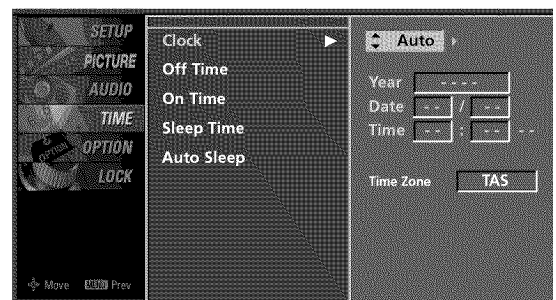 SETUP
PICTURE
AUDIO
TIME
OPTION
LOCK
Move MENU Prev
Clock
Off Time
On Time
Sleep Time
Auto Sleep
Auto
Year - - - -
Date - - / - -
Time - - : - - - -
Time Zone TAS